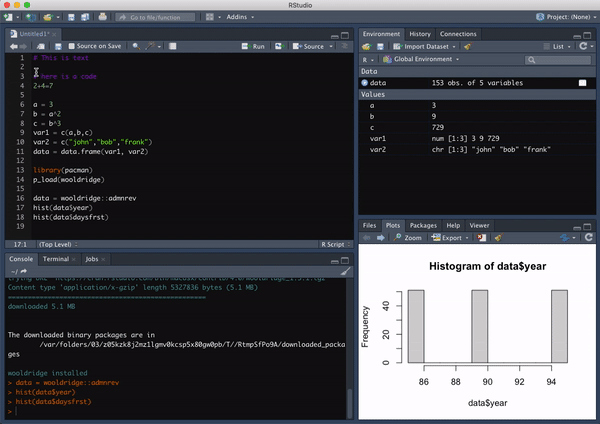 RStudio
Go to file/function
Addins
Project: (None)
Untitled1*
Source on Save
Run
Source
1 # This is text
2
3 # here is a code
4 2+4=7
5
6 a = 3
7 b = a^2
8 c = b^3
9 var1 = c(a,b,c)
10 var2 = c("john","bob","frank")
11 data = data.frame(var1, var2)
12
13 library(pacman)
14 p_load(wooldridge)
15
16 data = wooldridge::admnrev
17 hist(data$year)
18 hist(data$daysfrst)
19
17:1 (Top Level) R Script
Console Terminal Jobs
~/
Content type 'application/x-gzip' length 5327836 bytes (5.1 MB)
==================================================
downloaded 5.1 MB
The downloaded binary packages are in
/var/folders/03/z05kzk8j2mz1lgmv0kcsp5x80gw0pb/T//RtmpSfPo9A/downloaded_packa
ges
wooldridge installed
> data = wooldridge::admnrev
> hist(data$year)
> hist(data$daysfrst)
>
Environment History Connections
Import Dataset
List
R
Global Environment
Data
data 153 obs. of 5 variables
Values
a 3
b 9
c 729
var1 num [1:3] 3 9 729
var2 chr [1:3] "john" "bob" "frank"
Files Plots Packages Help Viewer
Zoom Export
Histogram of data$year
Frequency
40
20
0
86 88 90 92 94
data$year